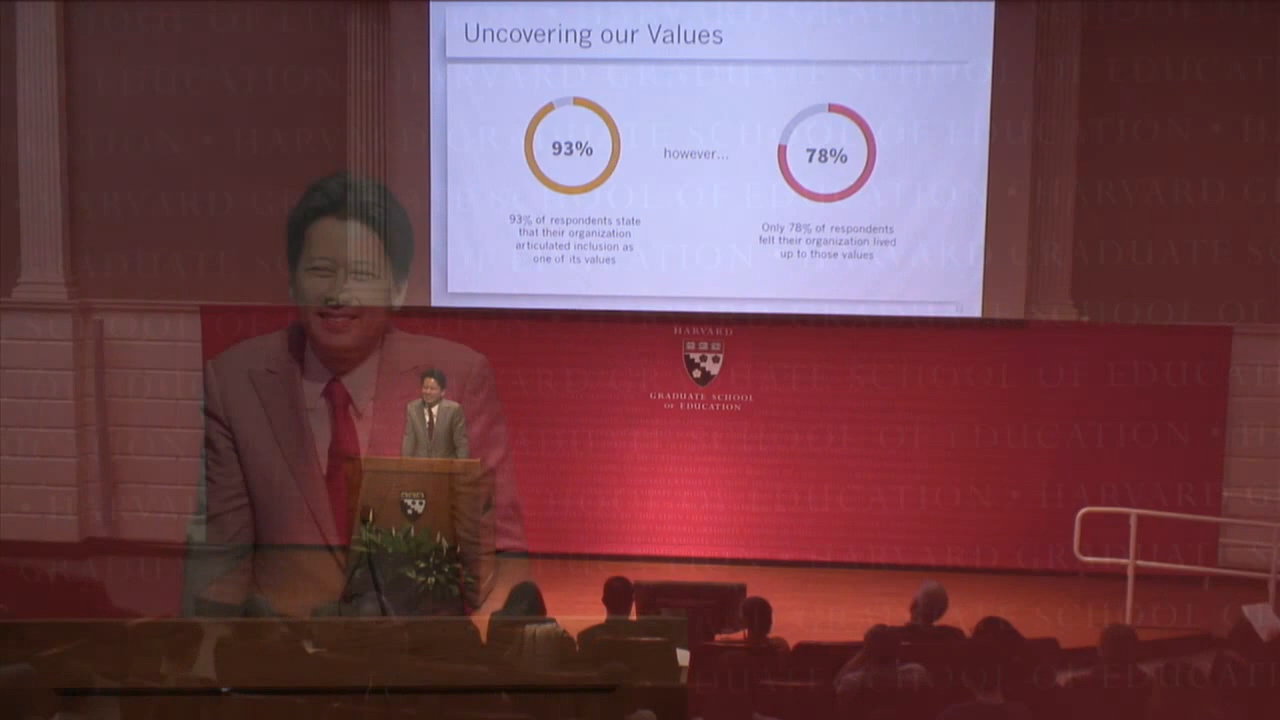 Uncovering our Values
93%
however...
78%
93% of respondents state
that their organization
articulated inclusion as
one of its values
Only 78% of respondents
felt their organization lived
up to those values
HARVARD
GRADUATE SCHOOL
OF EDUCATION